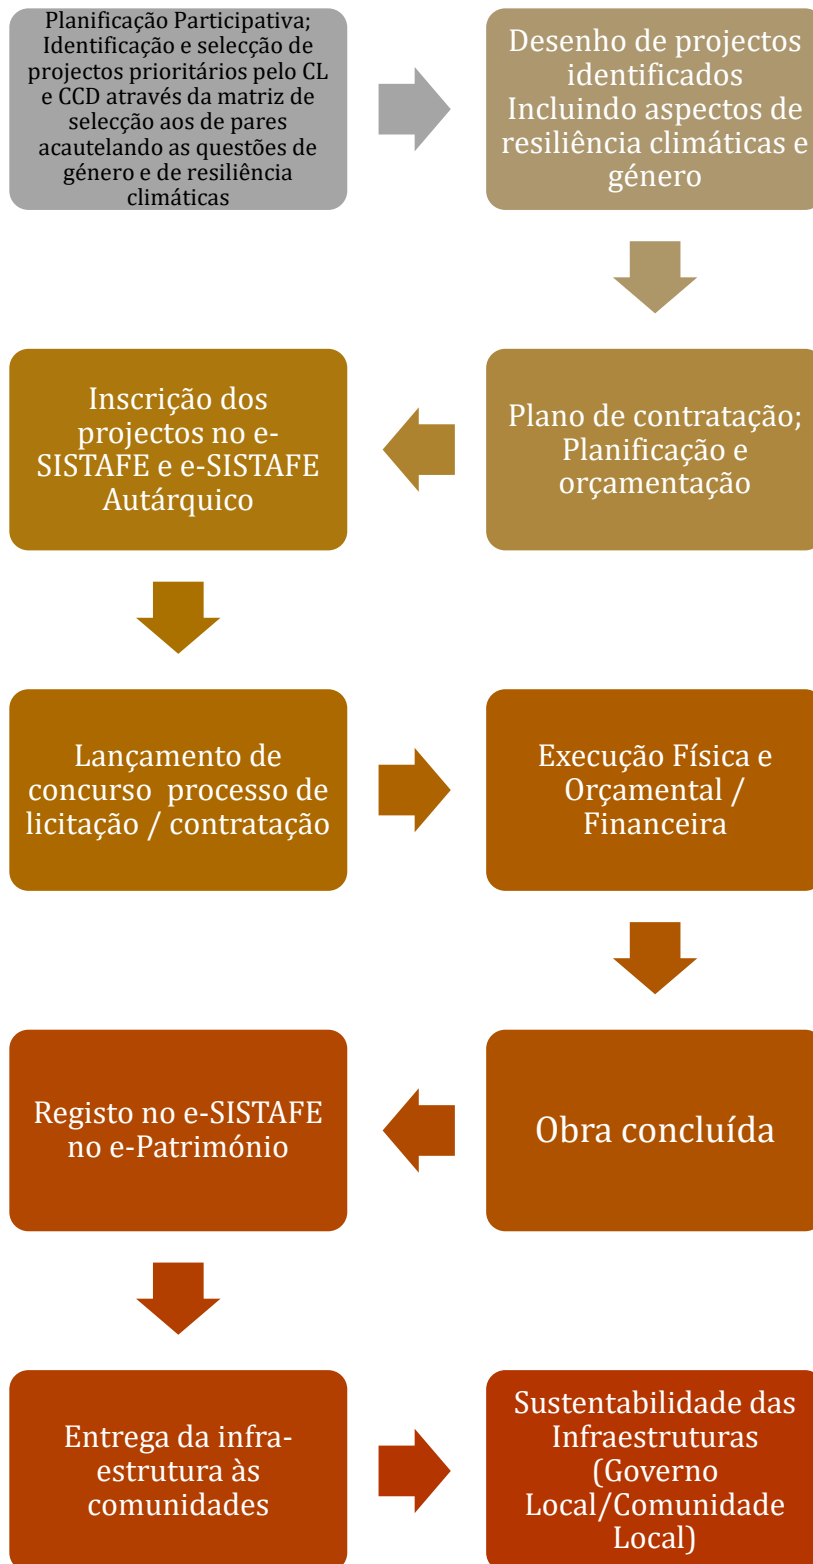 Planificação Participativa;
Identificação e selecção de
projectos prioritários pelo CL
e CCD através da matriz de
selecção aos de pares
acautelando as questões de
género e de resiliência
climáticas
Desenho de projectos
identificados
Incluindo aspectos de
resiliência climáticas e
género
Plano de contratação;
Planificação e
orçamentação
Inscrição dos
projectos no e-
SISTAFE e e-SISTAFE
Autárquico
Lançamento de
concurso processo de
licitação / contratação
Execução Física e
Orçamental /
Financeira
Obra concluída
Registo no e-SISTAFE
no e-Património
Entrega da infra-
estrutura às
comunidades
Sustentabilidade das
Infraestruturas
(Governo
Local/Comunidade
Local)